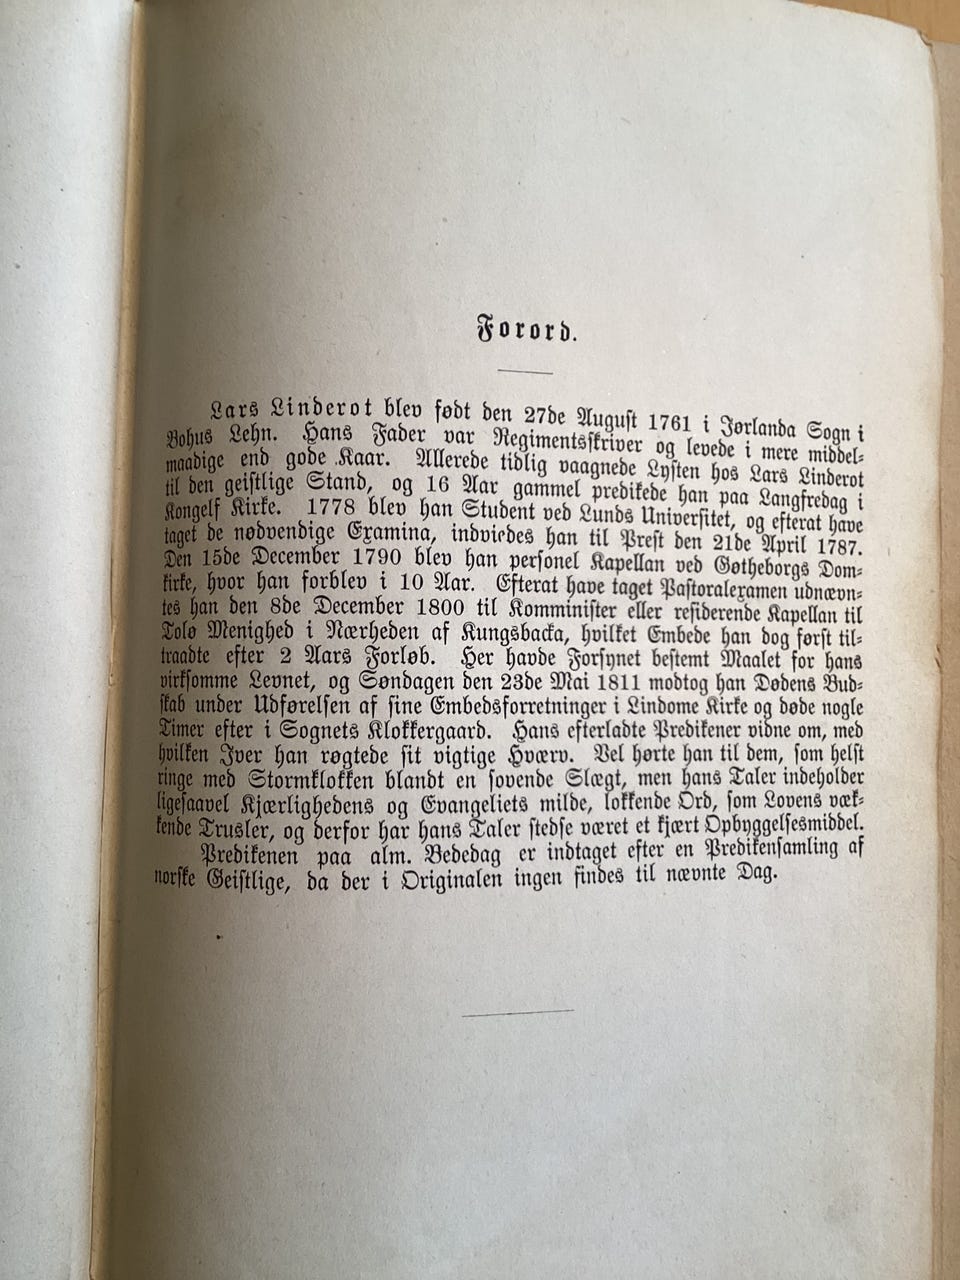 Forord.
Lars Linderot blev født den 27de August 1761 i Jørlanda Sogn i
Bohus Lehn. Hans Fader var Regimentsskriver og levede i mere middel-
maadige end gode Kaar. Allerede tidlig vaagnede Lysten hos Lars Linderot
til den geistlige Stand, og 16 Aar gammel predikede han paa Langfredag i
Kongelf Kirke. 1778 blev han Student ved Lunds Universitet, og efterat have
taget de nødvendige Examina, indviedes han til Prest den 21de April 1787.
Den 15de December 1790 blev han personel Kapellan ved Gøtheborgs Dom-
kirke, hvor han forblev i 10 Aar. Efterat have taget Pastoralexamen udnævn-
tes han den 8de December 1800 til Komminister eller residerende Kapellan til
Tolø Menighed i Nærheden af Kungsbacka, hvilket Embede han dog først til-
traadte efter 2 Aars Forløb. Her havde Forsynet bestemt Maalet for hans
virksomme Levnet, og Søndagen den 23de Mai 1811 modtog han Dødens Bud-
skab under Udførelsen af sine Embedsforretninger i Lindome Kirke og døde nogle
Timer efter i Sognets Klokkergaard. Hans efterladte Predikener vidne om, med
hvilken Iver han røgtede sit vigtige Hværv. Vel hørte han til dem, som helst
ringe med Stormklokken blandt en sovende Slægt, men hans Taler indeholder
ligesaavel Kjærlighedens og Evangeliets milde, lokkende Ord, som Lovens væk-
kende Trusler, og derfor har hans Taler stedse været et kjært Opbyggelsesmiddel.
Predikenen paa alm. Bededag er indtaget efter en Predikensamling af
norske Geistlige, da der i Originalen ingen findes til nævnte Dag.